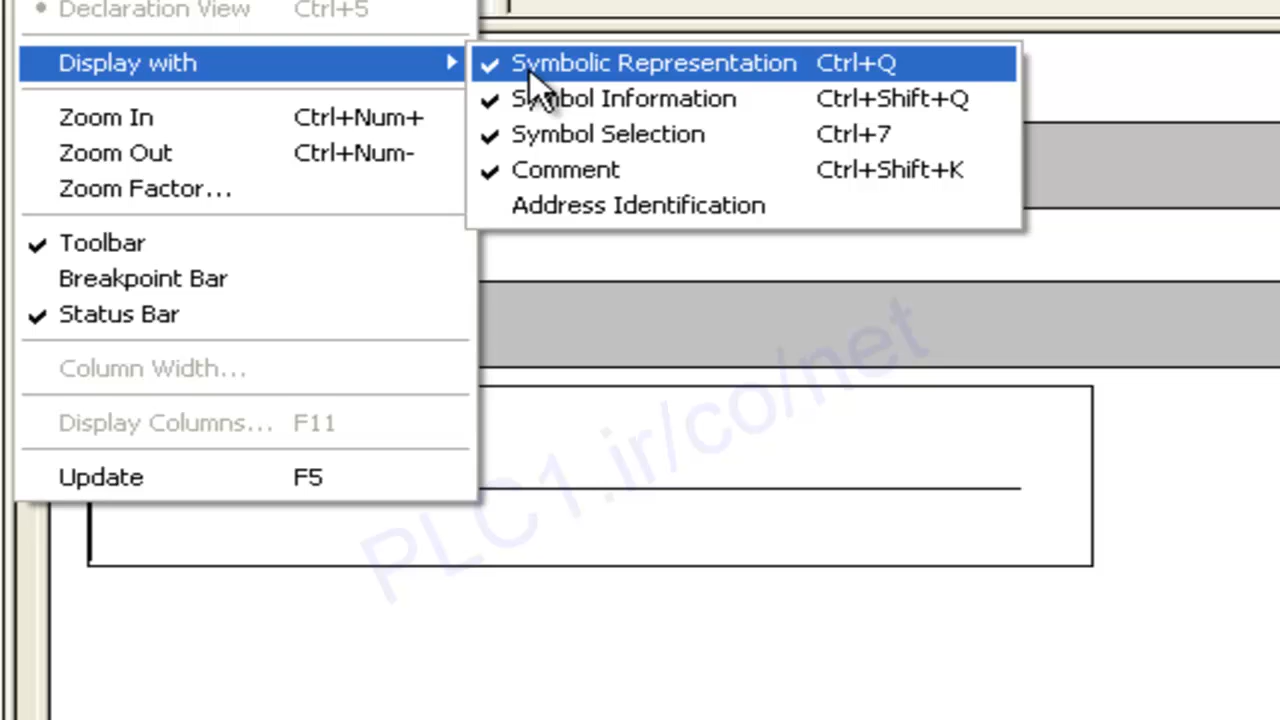 Declaration View Ctrl+5
Display with
Symbolic Representation Ctrl+Q
Symbol Information Ctrl+Shift+Q
Symbol Selection Ctrl+7
Comment Ctrl+Shift+K
Address Identification
Zoom In Ctrl+Num+
Zoom Out Ctrl+Num-
Zoom Factor...
Toolbar
Breakpoint Bar
Status Bar
Column Width...
Display Columns... F11
Update F5
PLC1.ir/co/net